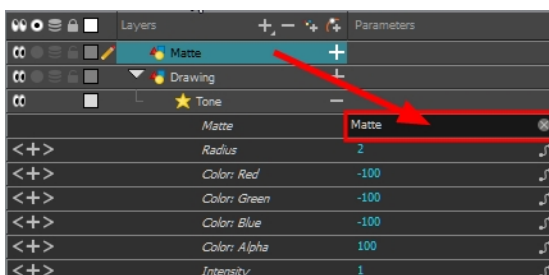 Layers Parameters
Matte
Drawing
Tone
Matte Matte
Radius 2
Color: Red -100
Color: Green -100
Color: Blue -100
Color: Alpha 100
Intensity 1